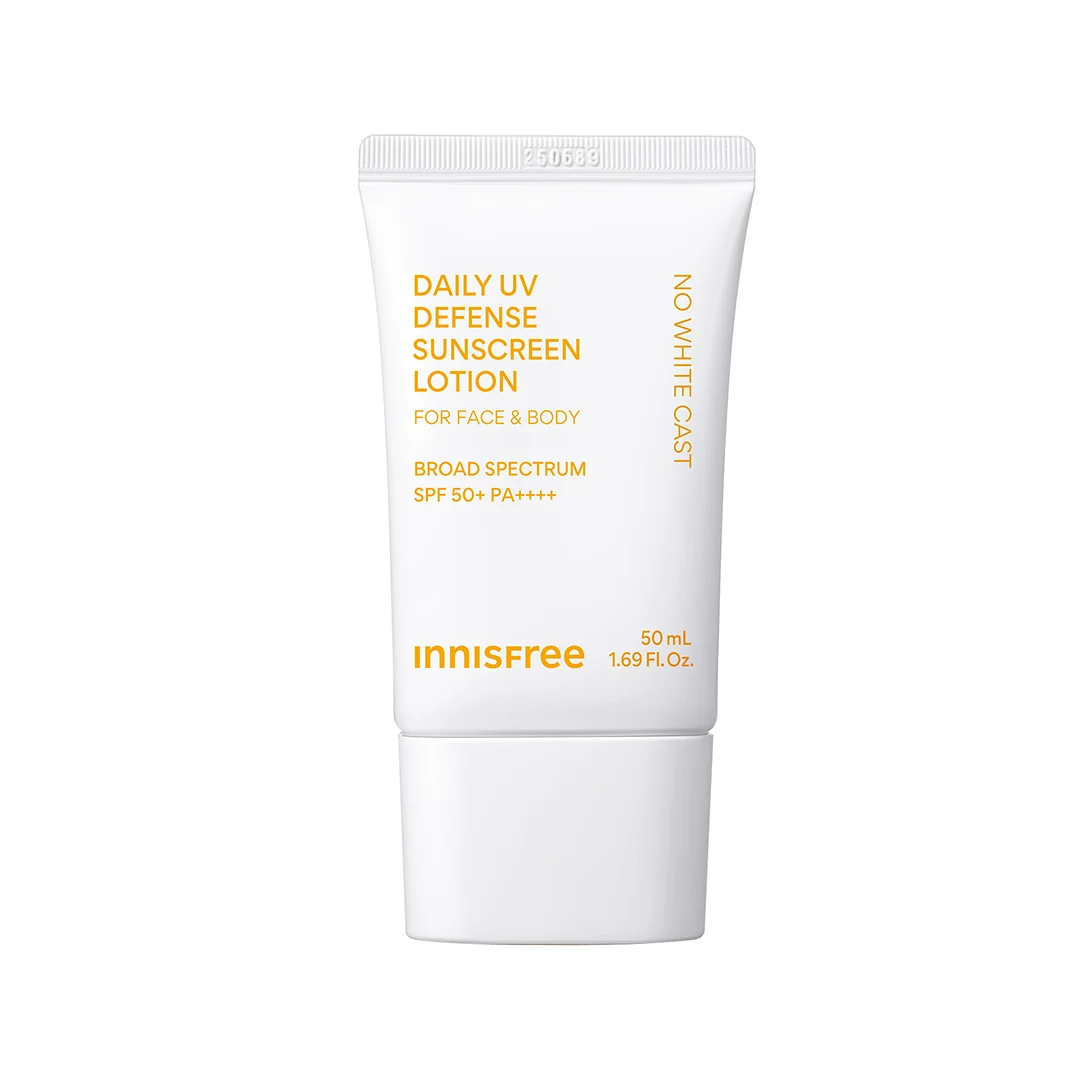 DAILY UV
DEFENSE
SUNSCREEN
LOTION
FOR FACE & BODY
BROAD SPECTRUM
SPF 50+ PA++++
NO WHITE CAST
innisfree
50 mL
1.69 Fl. Oz.